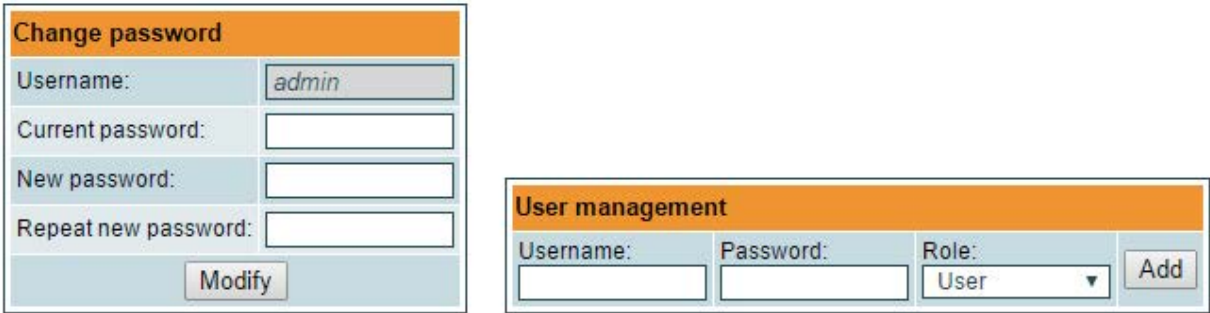 Change password
Username: admin
Current password:
New password:
Repeat new password:
Modify
User management
Username: Password: Role:
User ▼ Add